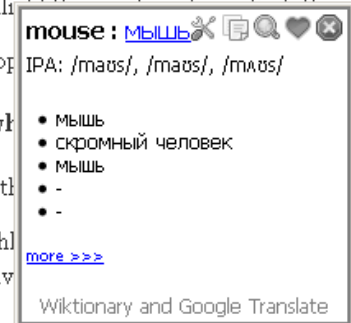 mouse : мышь
IPA: /maʊs/, /maʊs/, /mʌʊs/
• мышь
• скромный человек
• мышь
• -
• -
more >>>
Wiktionary and Google Translate